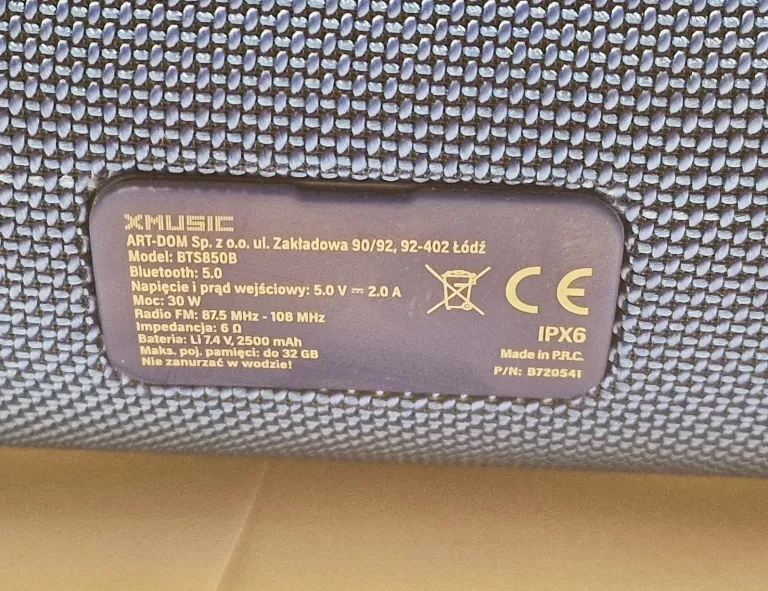 XMUSIC
ART-DOM Sp. z o.o. ul. Zakładowa 90/92, 92-402 Łódź
Model: BTS850B
Bluetooth: 5.0
Napięcie i prąd wejściowy: 5.0 V ⎓ 2.0 A
Moc: 30 W
Radio FM: 87.5 MHz - 108 MHz
Impedancja: 6 Ω
Bateria: Li 7.4 V, 2500 mAh
Maks. poj. pamięci: do 32 GB
Nie zanurzać w wodzie!
CE
IPX6
Made in P.R.C.
P/N: B720541